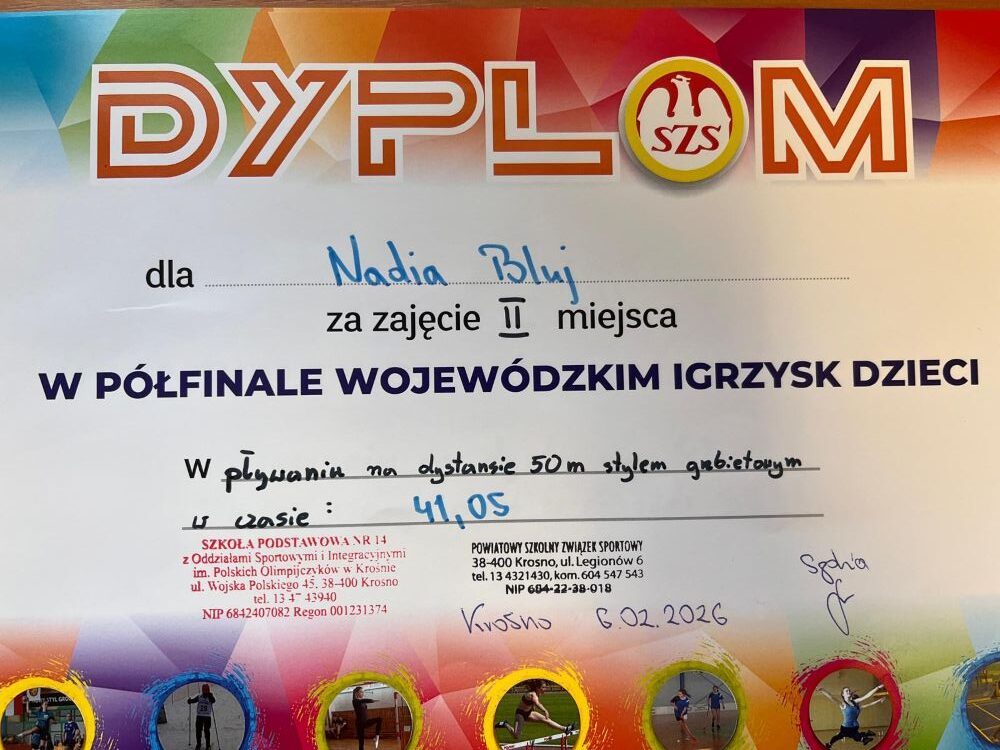 DYPLOM
SZS
dla Nadia Bluj
za zajęcie II miejsca
W PÓŁFINALE WOJEWÓDZKIM IGRZYSK DZIECI
W pływaniu na dystansie 50m stylem grzbietowym
w czasie : 41,05
SZKOŁA PODSTAWOWA NR 14
z Oddziałami Sportowymi i Integracyjnymi
im. Polskich Olimpijczyków w Krośnie
ul. Wojska Polskiego 45, 38-400 Krosno
tel. 13 4 43940
NIP 6842407082 Regon 001231374
POWIATOWY SZKOLNY ZWIĄZEK SPORTOWY
38-400 Krosno, ul. Legionów 6
tel. 13 4321430, kom. 604 547 543
NIP 684-22-38-018
Sędzia
Krosno 6.02.2026